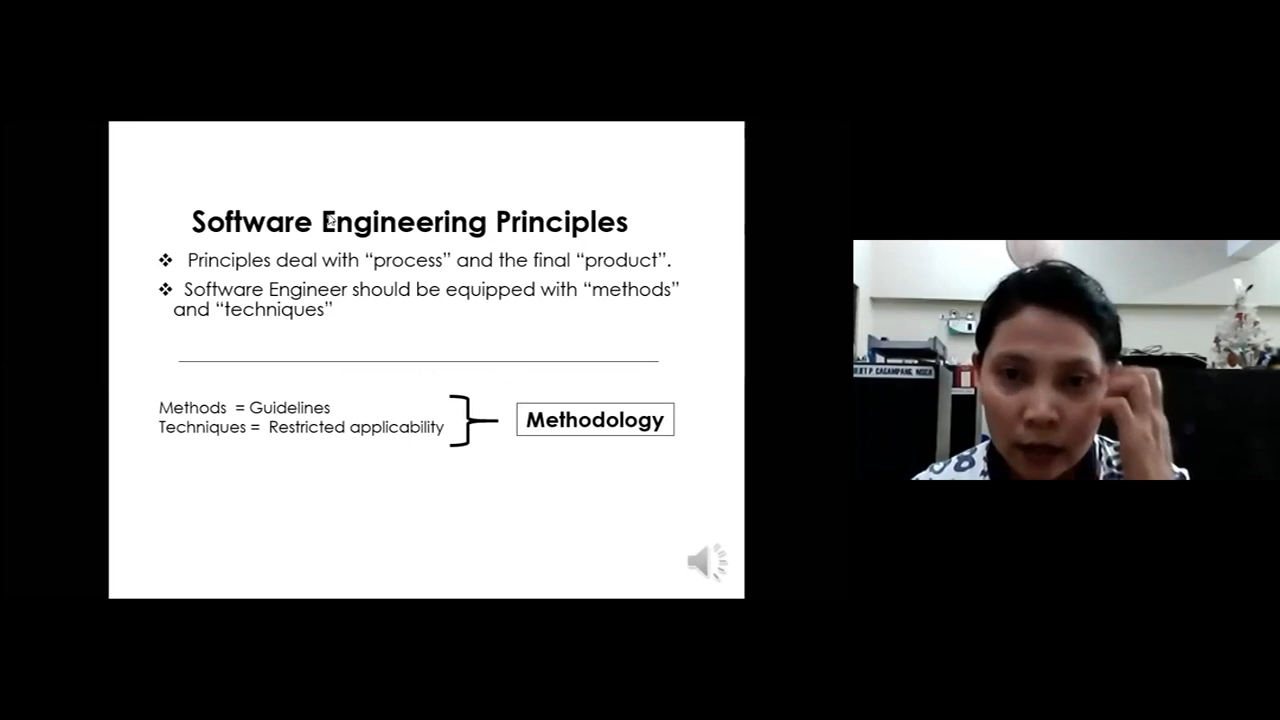 Software Engineering Principles
❖ Principles deal with “process” and the final “product”.
❖ Software Engineer should be equipped with “methods”
and “techniques”
Methods = Guidelines
Techniques = Restricted applicability
Methodology
P. CAGAMPANG,